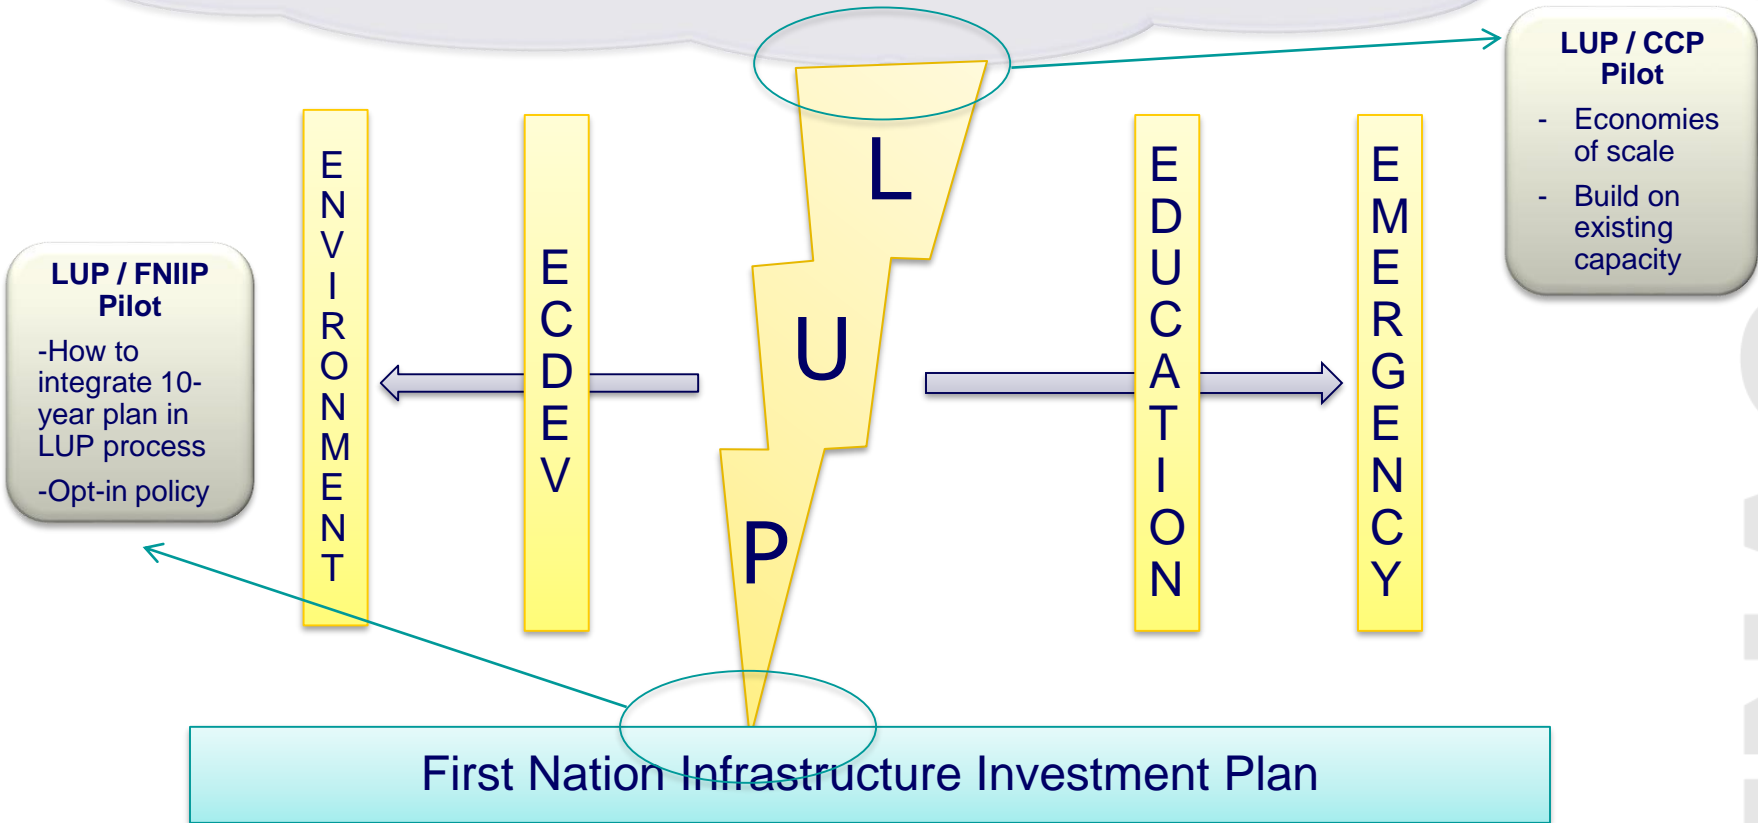 LUP / CCP
Pilot
- Economies
of scale
- Build on
existing
capacity
LUP / FNIIP
Pilot
-How to
integrate 10-
year plan in
LUP process
-Opt-in policy
ENVIRONMENT
ECDEV
L
U
P
EDUCATION
EMERGENCY
First Nation Infrastructure Investment Plan